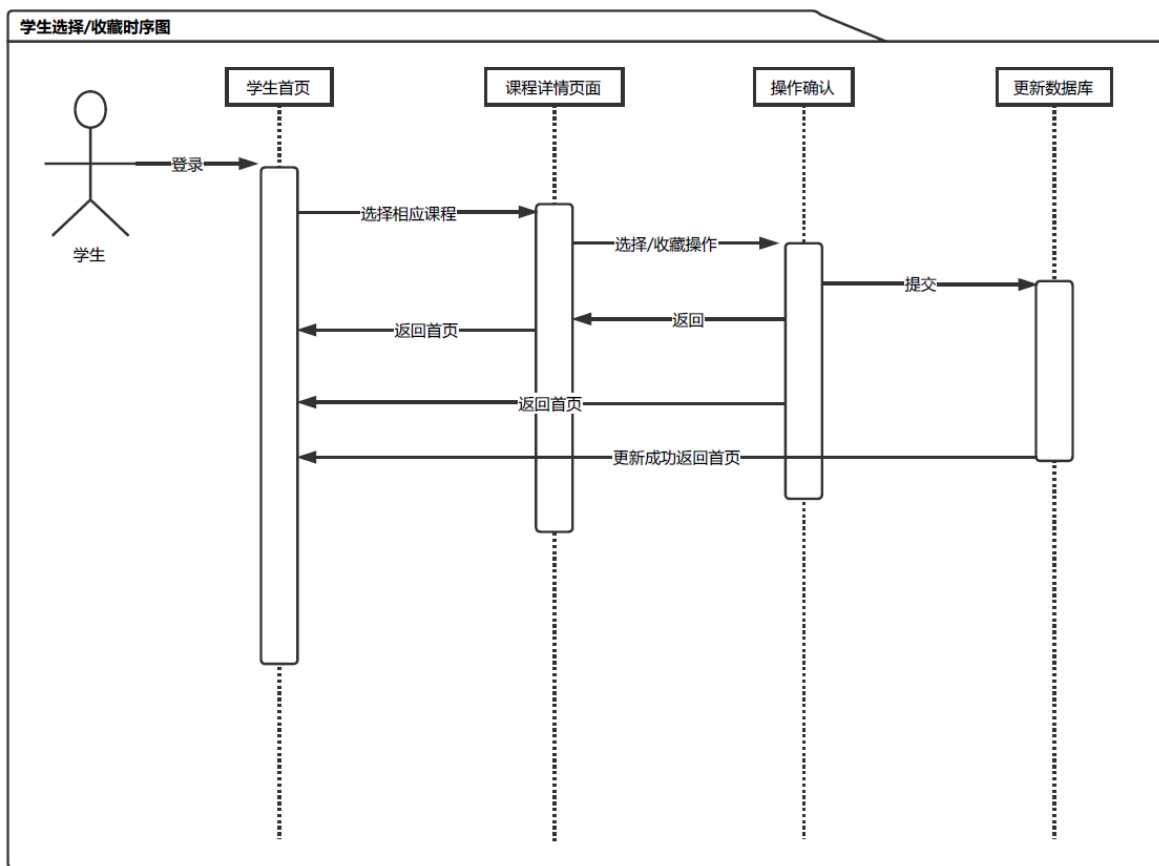 学生选择/收藏时序图
学生首页
课程详情页面
操作确认
更新数据库
登录
选择相应课程
选择/收藏操作
学生
提交
返回
返回首页
返回首页
更新成功返回首页